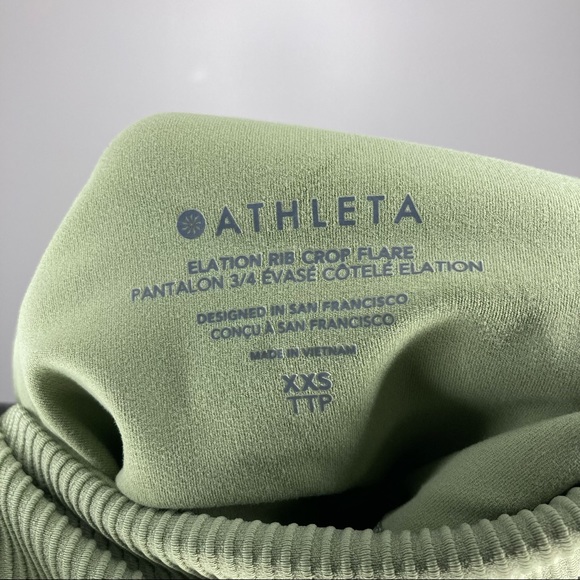 ATHLETA
ELATION RIB CROP FLARE
PANTALON 3/4 ÉVASÉ CÔTELÉ ELATION
DESIGNED IN SAN FRANCISCO
CONÇU À SAN FRANCISCO
MADE IN VIETNAM
XXS
TTP